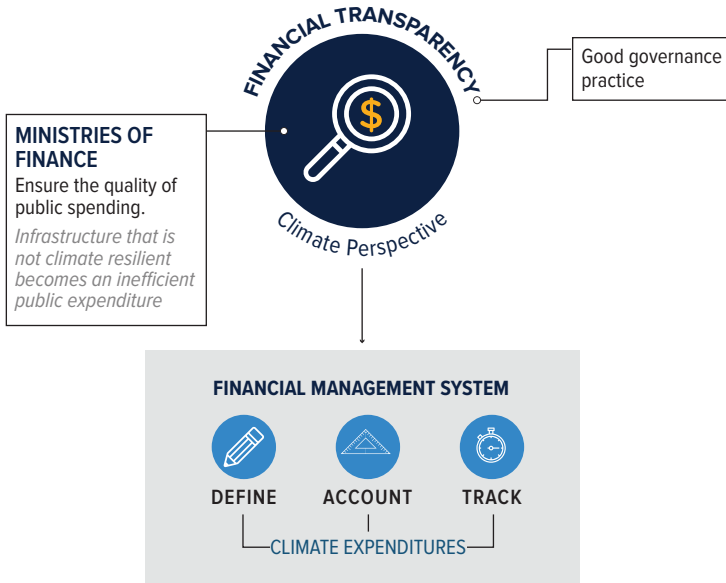 FINANCIAL TRANSPARENCY
$
Climate Perspective
Good governance
practice
MINISTRIES OF
FINANCE
Ensure the quality of
public spending.
Infrastructure that is
not climate resilient
becomes an inefficient
public expenditure
FINANCIAL MANAGEMENT SYSTEM
DEFINE ACCOUNT TRACK
CLIMATE EXPENDITURES